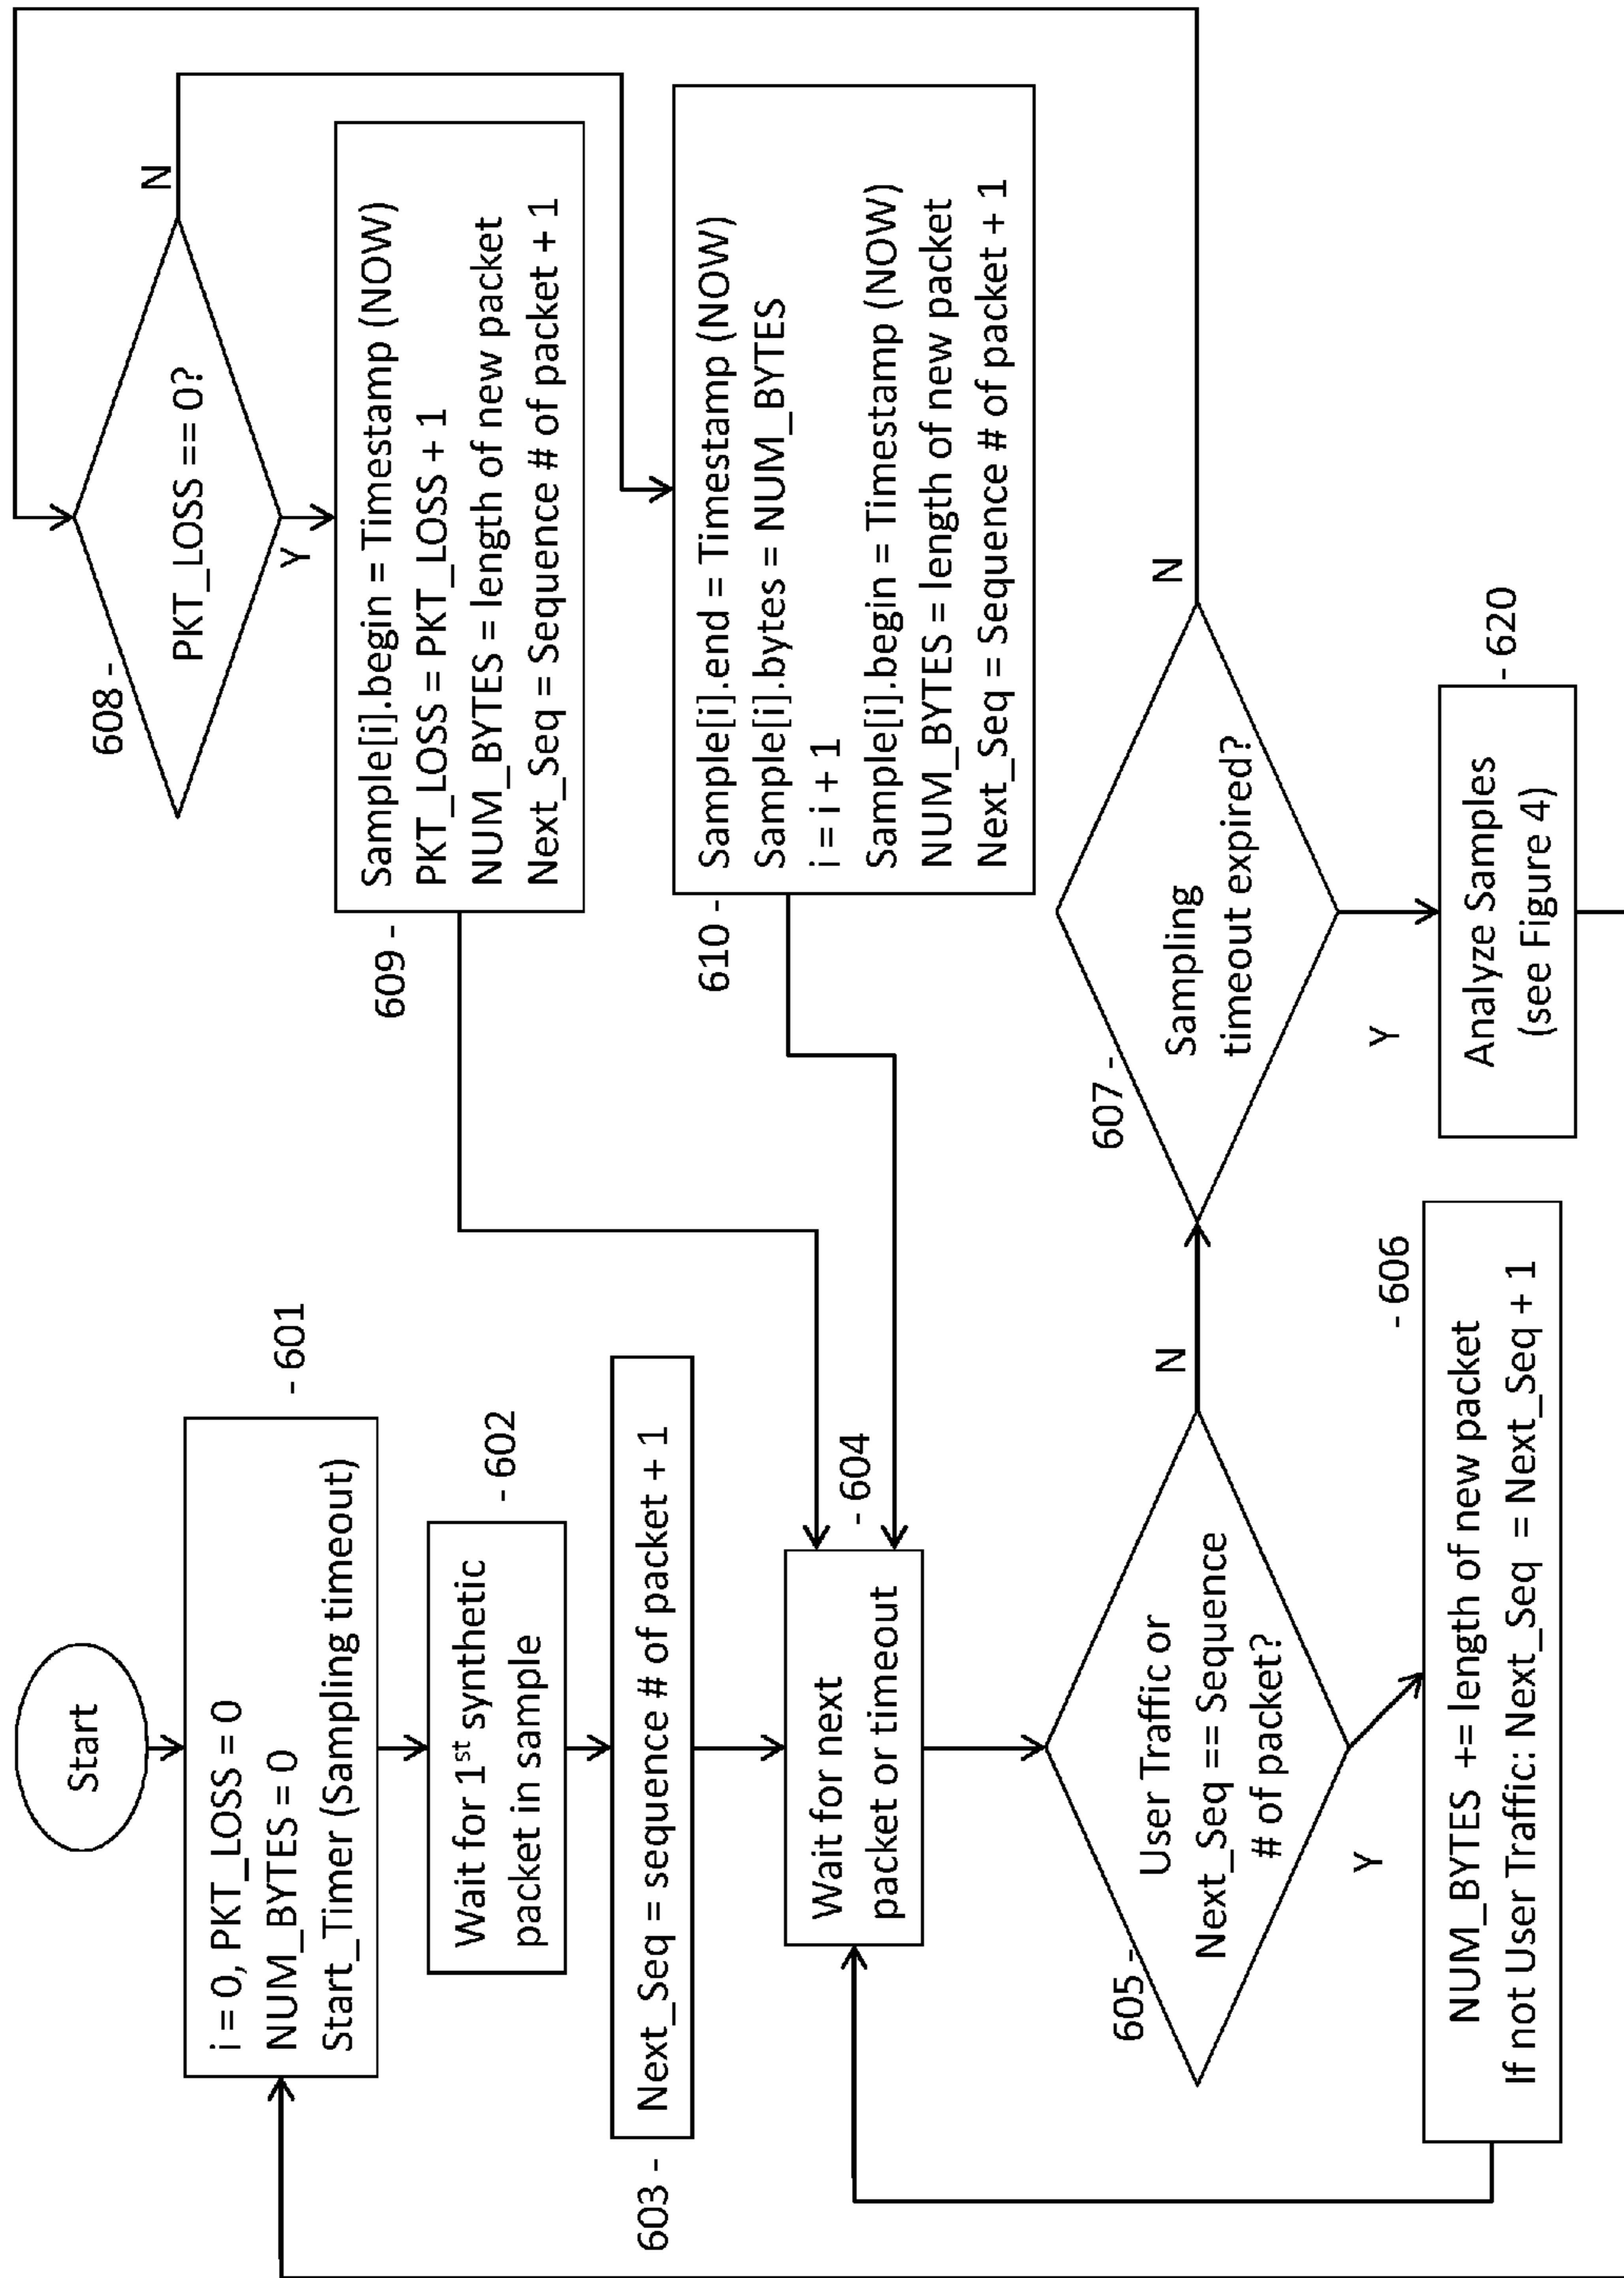 Start
i = 0, PKT_LOSS = 0
NUM_BYTES = 0
Start_Timer (Sampling timeout)
- 601
Wait for 1st synthetic
packet in sample
- 602
603 -
Next_Seq = sequence # of packet + 1
Wait for next
packet or timeout
- 604
605 -
User Traffic or
Next_Seq == Sequence
# of packet?
N
Y
- 606
NUM_BYTES += length of new packet
If not User Traffic: Next_Seq = Next_Seq + 1
607 -
Sampling
timeout expired?
N
Y
Analyze Samples
(see Figure 4)
- 620
608 -
PKT_LOSS == 0?
N
Y
609 -
Sample[i].begin = Timestamp (NOW)
PKT_LOSS = PKT_LOSS + 1
NUM_BYTES = length of new packet
Next_Seq = Sequence # of packet + 1
610 -
Sample[i].end = Timestamp (NOW)
Sample[i].bytes = NUM_BYTES
i = i + 1
Sample[i].begin = Timestamp (NOW)
NUM_BYTES = length of new packet
Next_Seq = Sequence # of packet + 1